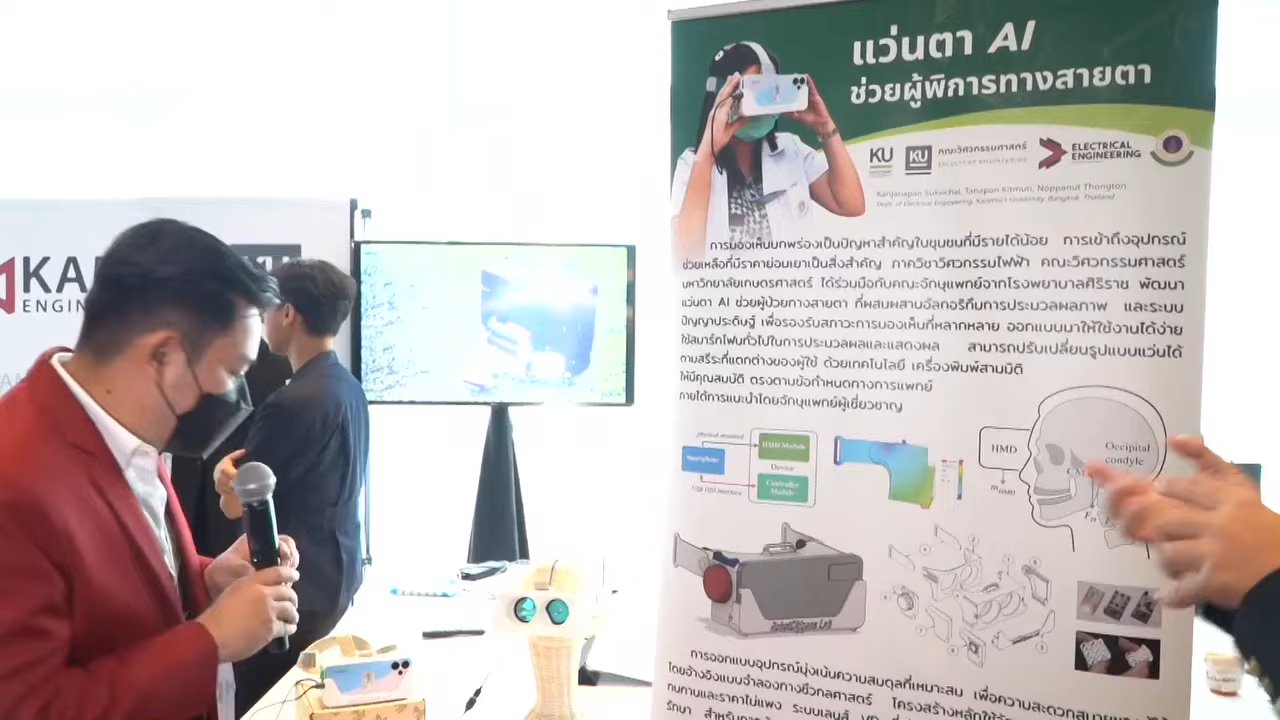 แว่นตา AI
ช่วยผู้พิการทางสายตา
KU
KU
คณะวิศวกรรมศาสตร์
FACULTY OF ENGINEERING
ELECTRICAL
ENGINEERING
Kanjanapan Sukvichai, Tanapon Kitmuti, Noppanut Thongton
Dept. of Electrical Engineering, Kasetsart University, Bangkok, Thailand
การมองเห็นบกพร่องเป็นปัญหาสำคัญในชุมชนที่มีรายได้น้อย การเข้าถึงอุปกรณ์
ช่วยเหลือที่มีราคาย่อมเยาเป็นสิ่งสำคัญ ภาควิชาวิศวกรรมไฟฟ้า คณะวิศวกรรมศาสตร์
มหาวิทยาลัยเกษตรศาสตร์ ได้ร่วมมือกับคณะจักษุแพทย์จากโรงพยาบาลศิริราช พัฒนา
แว่นตา AI ช่วยผู้ป่วยทางสายตา ที่ผสมผสานอัลกอริทึมการประมวลผลภาพ และระบบ
ปัญญาประดิษฐ์ เพื่อรองรับสภาวะการมองเห็นที่หลากหลาย ออกแบบมาให้ใช้งานได้ง่าย
ใช้สมาร์ทโฟนทั่วไปในการประมวลผลและแสดงผล สามารถปรับเปลี่ยนรูปแบบแว่นได้
ตามสรีระที่แตกต่างของผู้ใช้ ด้วยเทคโนโลยี เครื่องพิมพ์สามมิติ
ให้มีคุณสมบัติ ตรงตามข้อกำหนดทางการแพทย์
ภายใต้การแนะนำโดยจักษุแพทย์ผู้เชี่ยวชาญ
HMD Module
Device
Controller
Module
HMD
Occipital
condyle
RobotCitizens Lab
การออกแบบอุปกรณ์มุ่งเน้นความสมดุลที่เหมาะสม เพื่อความสะดวกสบาย
โดยอ้างอิงแบบจำลองทางชีวกลศาสตร์ โครงสร้างหลักใช้
ทนทานและราคาไม่แพง ระบบเลนส์ VR
รักษา
KA
ENGIN
KU